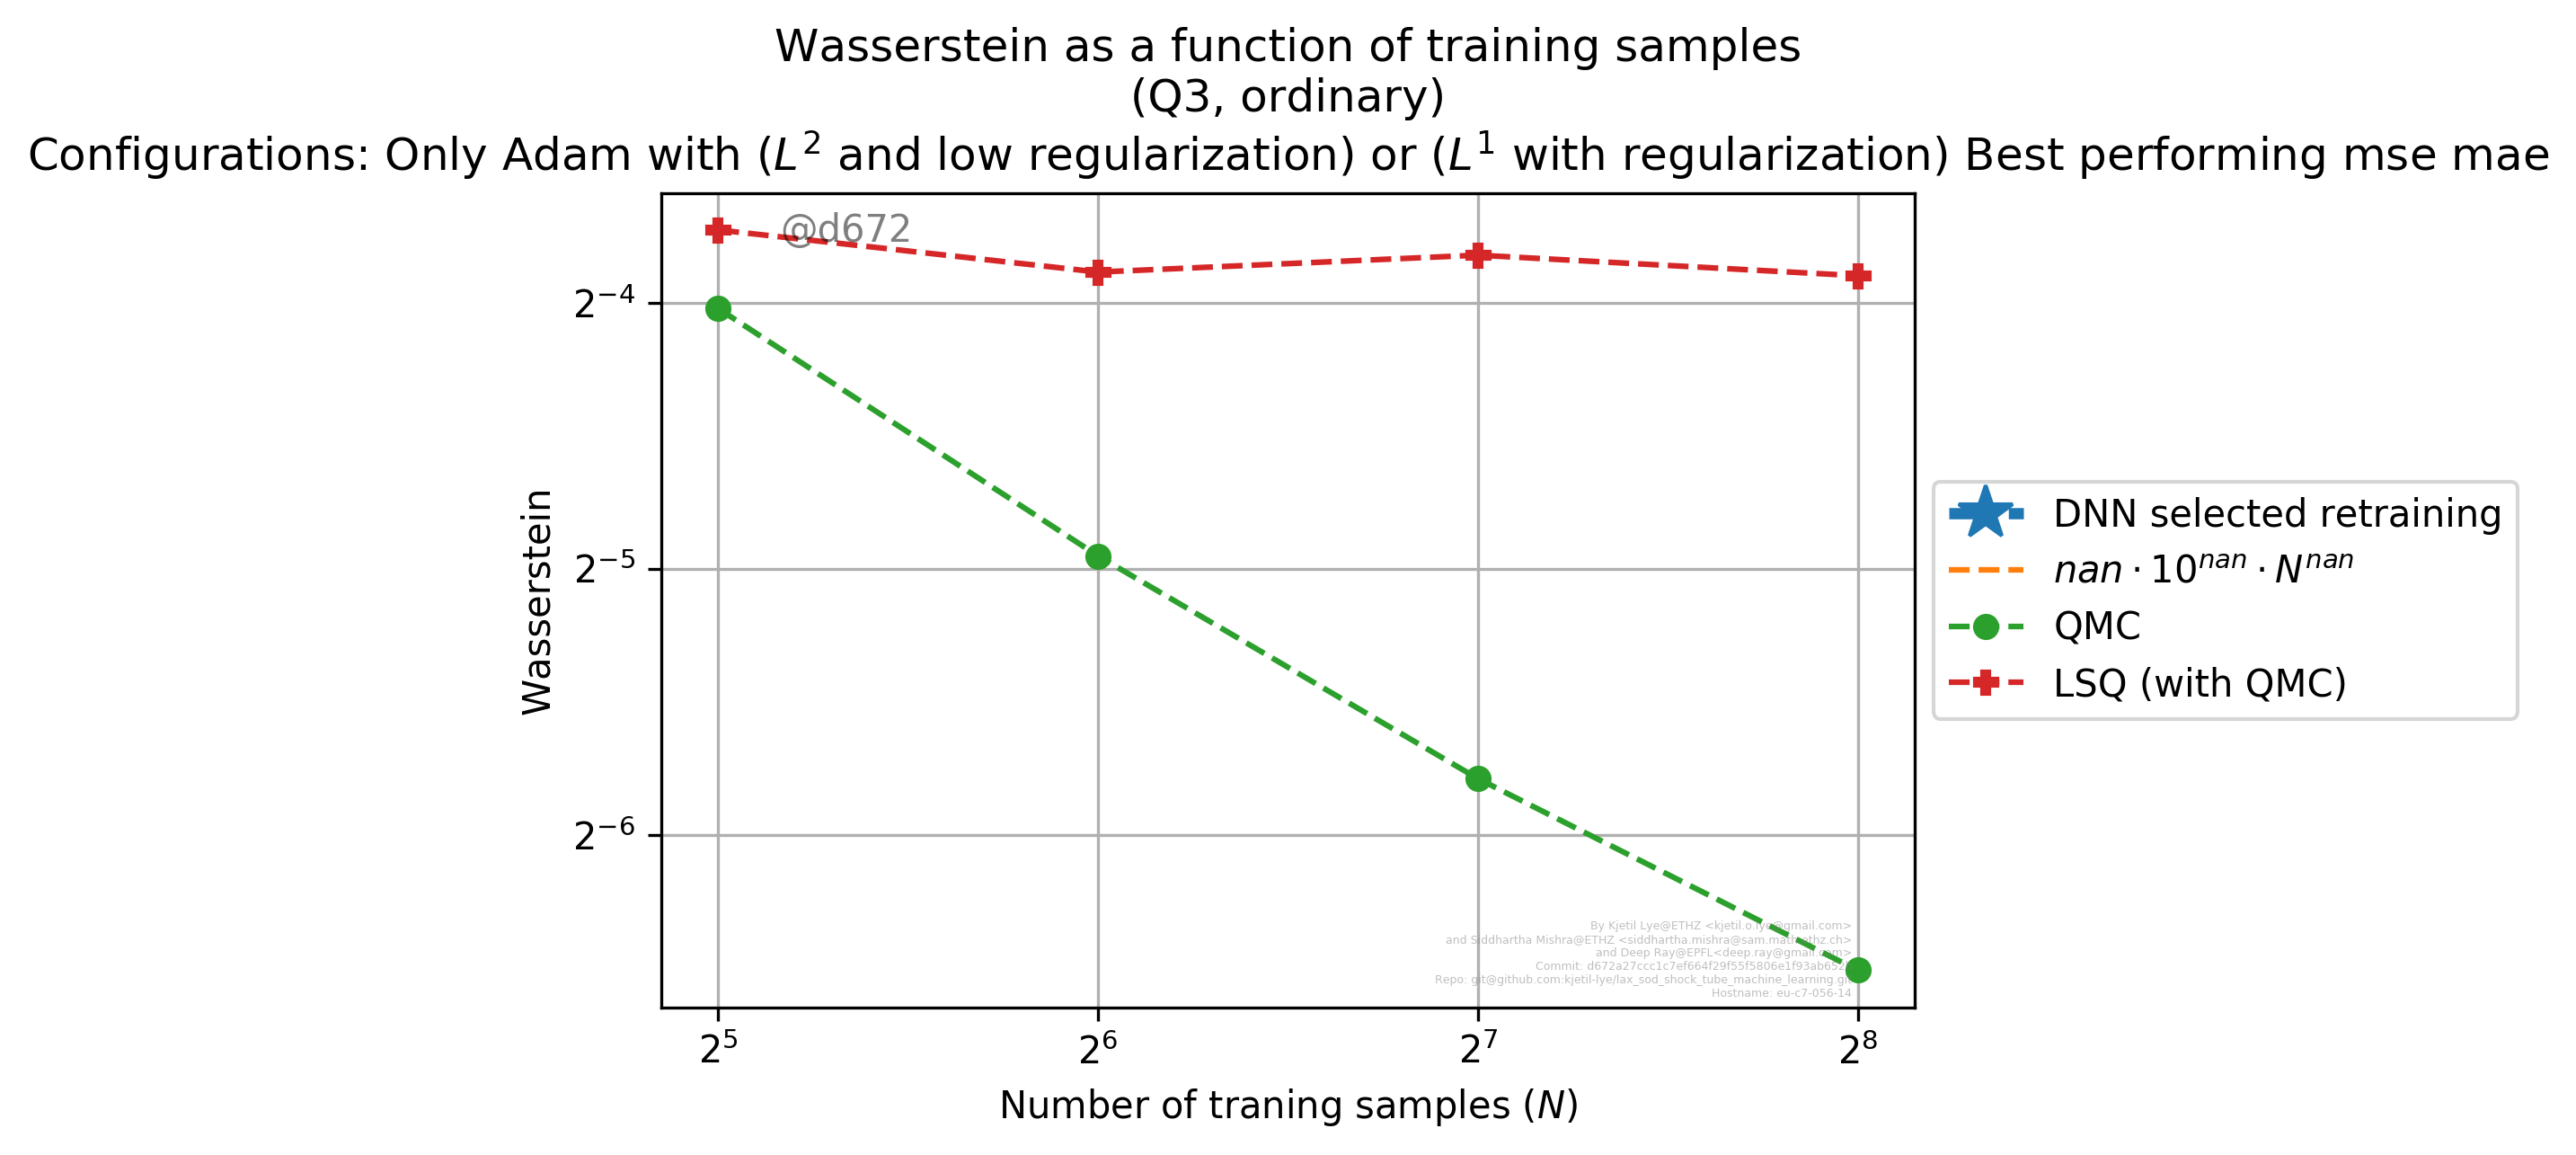 Wasserstein as a function of training samples
(Q3, ordinary)
Configurations: Only Adam with (L² and low regularization) or (L¹ with regularization) Best performing mse mae
@d672
2⁻⁴
2⁻⁵
2⁻⁶
Wasserstein
DNN selected retraining
nan · 10ⁿᵃⁿ · Nⁿᵃⁿ
QMC
LSQ (with QMC)
By Kjetil Lye@ETHZ <kjetil.o.lye@gmail.com>
and Siddhartha Mishra@ETHZ <siddhartha.mishra@sam.math.ethz.ch>
and Deep Ray@EPFL<deep.ray@gmail.com>
Commit:
Repo: git@github.com:kjetil-lye/lax_sod_shock_tube_machine_learning.git
Hostname: eu-c7-056-14
2⁵ 2⁶ 2⁷ 2⁸
Number of traning samples (N)